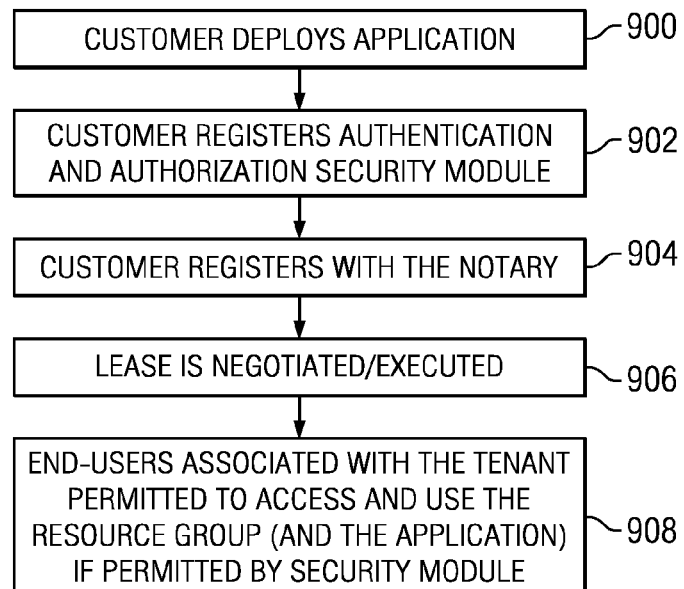 CUSTOMER DEPLOYS APPLICATION
900
CUSTOMER REGISTERS AUTHENTICATION
AND AUTHORIZATION SECURITY MODULE
902
CUSTOMER REGISTERS WITH THE NOTARY
904
LEASE IS NEGOTIATED/EXECUTED
906
END-USERS ASSOCIATED WITH THE TENANT
PERMITTED TO ACCESS AND USE THE
RESOURCE GROUP (AND THE APPLICATION)
IF PERMITTED BY SECURITY MODULE
908